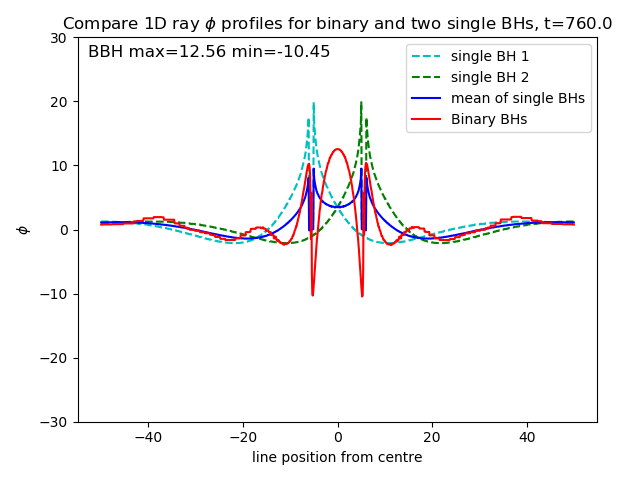 Compare 1D ray ϕ profiles for binary and two single BHs, t=760.0
BBH max=12.56 min=-10.45
single BH 1
single BH 2
mean of single BHs
Binary BHs
30
20
10
0
−10
−20
−30
ϕ
−40
−20
0
20
40
line position from centre